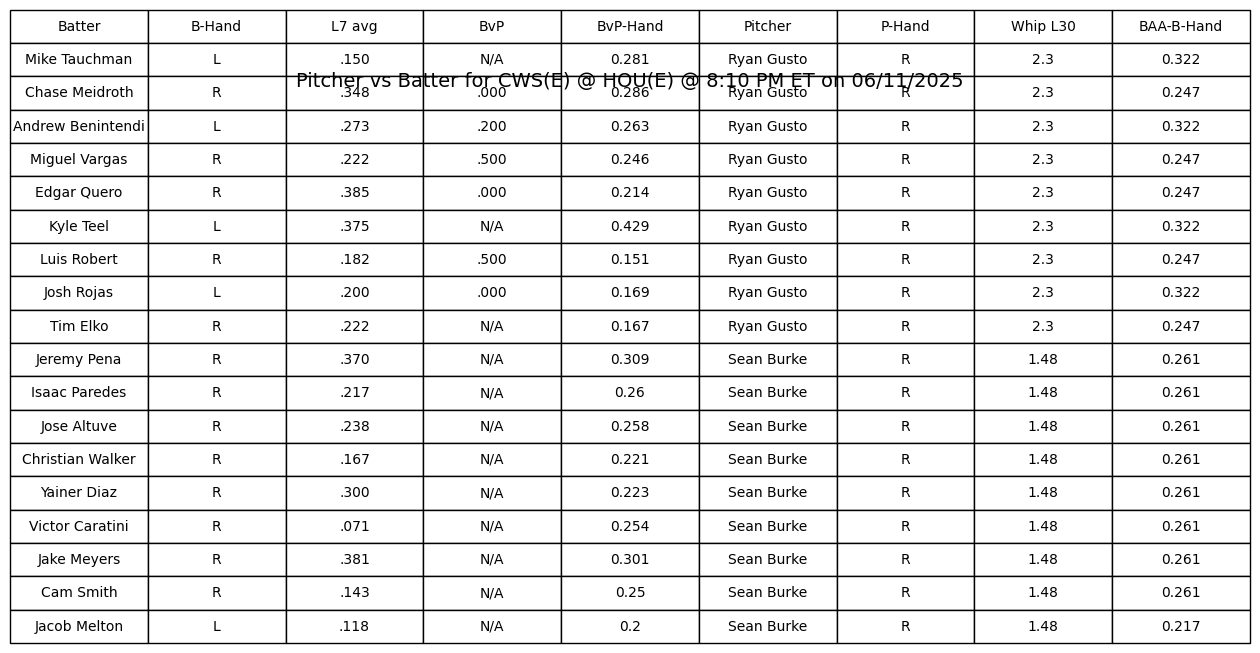 Batter B-Hand L7 avg BvP BvP-Hand Pitcher P-Hand Whip L30 BAA-B-Hand
Mike Tauchman L .150 N/A 0.281 Ryan Gusto R 2.3 0.322
Pitcher vs Batter for CWS(E) @ HOU(E) @ 8:10 PM ET on 06/11/2025
Chase Meidroth R .348 .000 0.286 Ryan Gusto R 2.3 0.247
Andrew Benintendi L .273 .200 0.263 Ryan Gusto R 2.3 0.322
Miguel Vargas R .222 .500 0.246 Ryan Gusto R 2.3 0.247
Edgar Quero R .385 .000 0.214 Ryan Gusto R 2.3 0.247
Kyle Teel L .375 N/A 0.429 Ryan Gusto R 2.3 0.322
Luis Robert R .182 .500 0.151 Ryan Gusto R 2.3 0.247
Josh Rojas L .200 .000 0.169 Ryan Gusto R 2.3 0.322
Tim Elko R .222 N/A 0.167 Ryan Gusto R 2.3 0.247
Jeremy Pena R .370 N/A 0.309 Sean Burke R 1.48 0.261
Isaac Paredes R .217 N/A 0.26 Sean Burke R 1.48 0.261
Jose Altuve R .238 N/A 0.258 Sean Burke R 1.48 0.261
Christian Walker R .167 N/A 0.221 Sean Burke R 1.48 0.261
Yainer Diaz R .300 N/A 0.223 Sean Burke R 1.48 0.261
Victor Caratini R .071 N/A 0.254 Sean Burke R 1.48 0.261
Jake Meyers R .381 N/A 0.301 Sean Burke R 1.48 0.261
Cam Smith R .143 N/A 0.25 Sean Burke R 1.48 0.261
Jacob Melton L .118 N/A 0.2 Sean Burke R 1.48 0.217